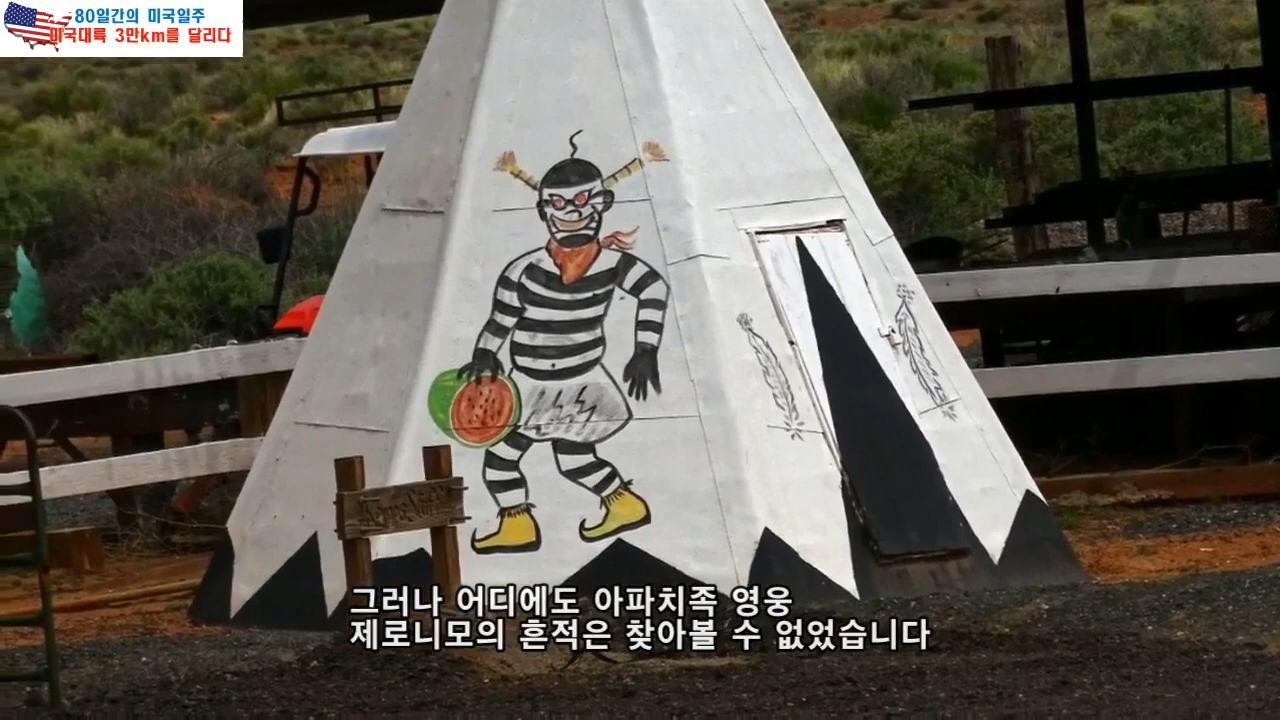 80일간의 미국일주
미국대륙 3만km를 달리다
그러나 어디에도 아파치족 영웅
제로니모의 흔적은 찾아볼 수 없었습니다